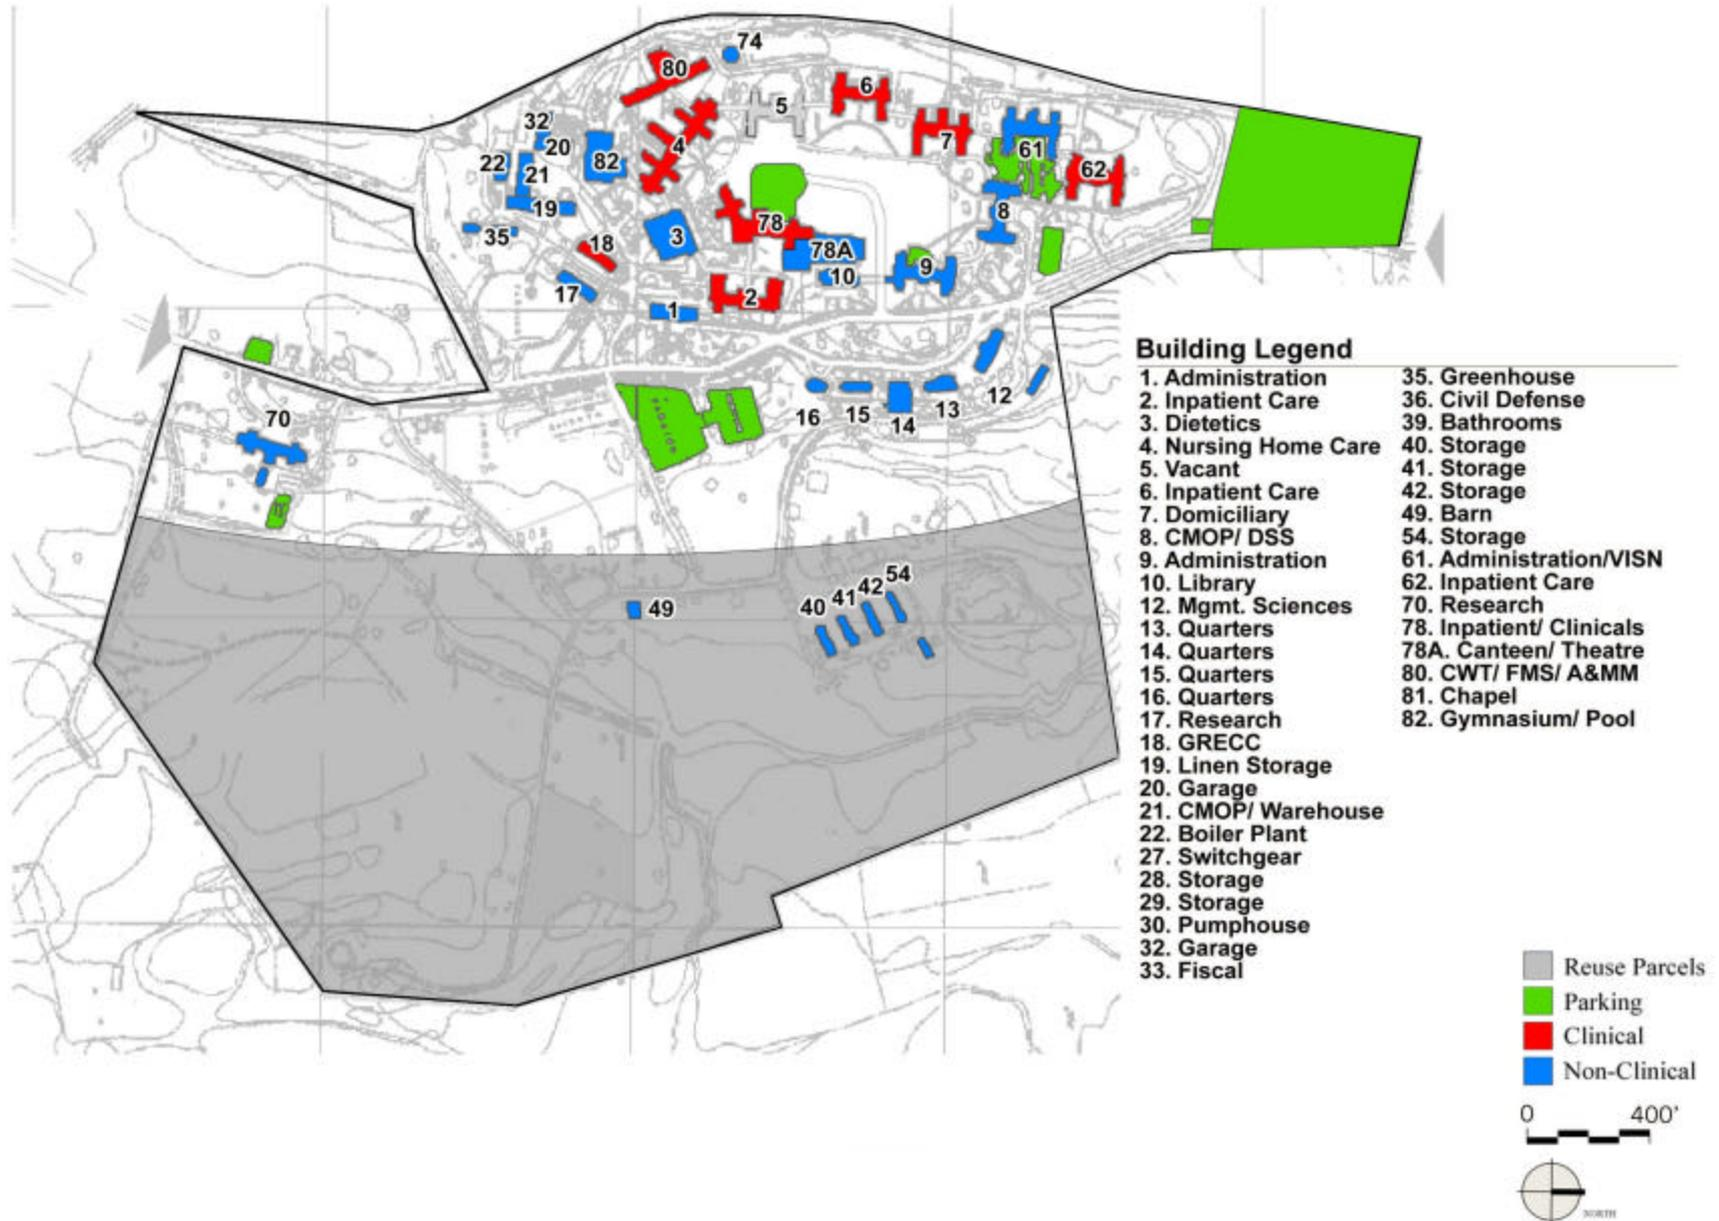 74
80
6
5
32
20
4
7
61
22
21
82
62
19
8
78
35
18
3
78A
9
10
17
2
1
Building Legend
1. Administration
2. Inpatient Care
3. Dietetics
4. Nursing Home Care
5. Vacant
6. Inpatient Care
7. Domiciliary
8. CMOP/ DSS
9. Administration
10. Library
12. Mgmt. Sciences
13. Quarters
14. Quarters
15. Quarters
16. Quarters
17. Research
18. GRECC
19. Linen Storage
20. Garage
21. CMOP/ Warehouse
22. Boiler Plant
27. Switchgear
28. Storage
29. Storage
30. Pumphouse
32. Garage
33. Fiscal
35. Greenhouse
36. Civil Defense
39. Bathrooms
40. Storage
41. Storage
42. Storage
49. Barn
54. Storage
61. Administration/VISN
62. Inpatient Care
70. Research
78. Inpatient/ Clinicals
78A. Canteen/ Theatre
80. CWT/ FMS/ A&MM
81. Chapel
82. Gymnasium/ Pool
70
16
15
14
13
12
49
40
41
42
54
Reuse Parcels
Parking
Clinical
Non-Clinical
0 400'
NORTH